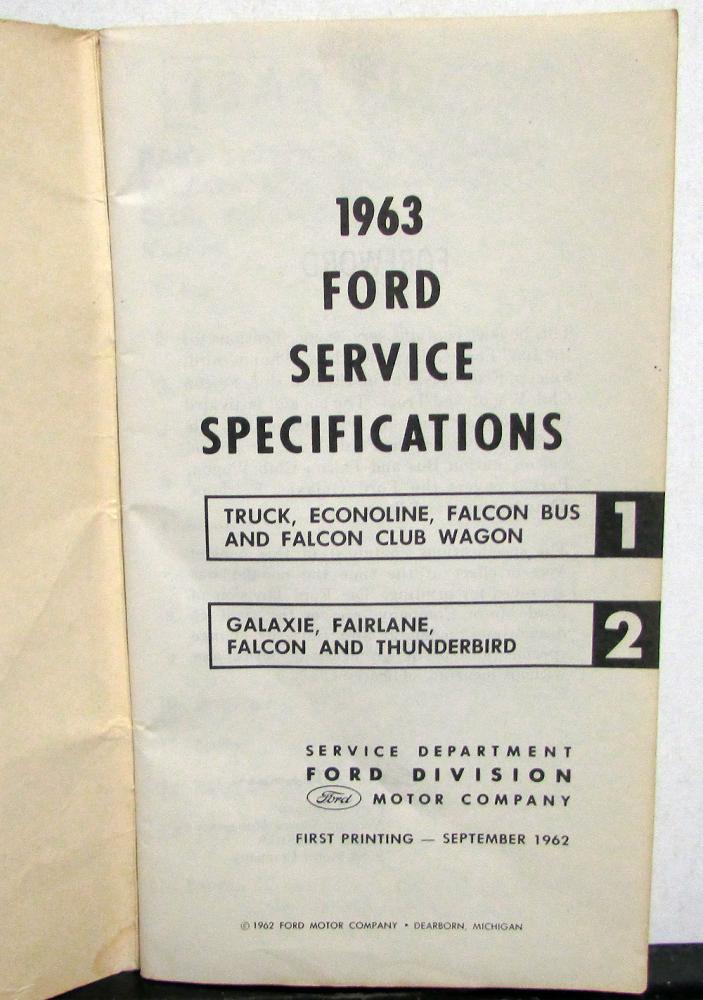 1963
FORD
SERVICE
SPECIFICATIONS
TRUCK, ECONOLINE, FALCON BUS
AND FALCON CLUB WAGON
1
GALAXIE, FAIRLANE,
FALCON AND THUNDERBIRD
2
SERVICE DEPARTMENT
FORD DIVISION
Ford MOTOR COMPANY
FIRST PRINTING — SEPTEMBER 1962
© 1962 FORD MOTOR COMPANY • DEARBORN, MICHIGAN